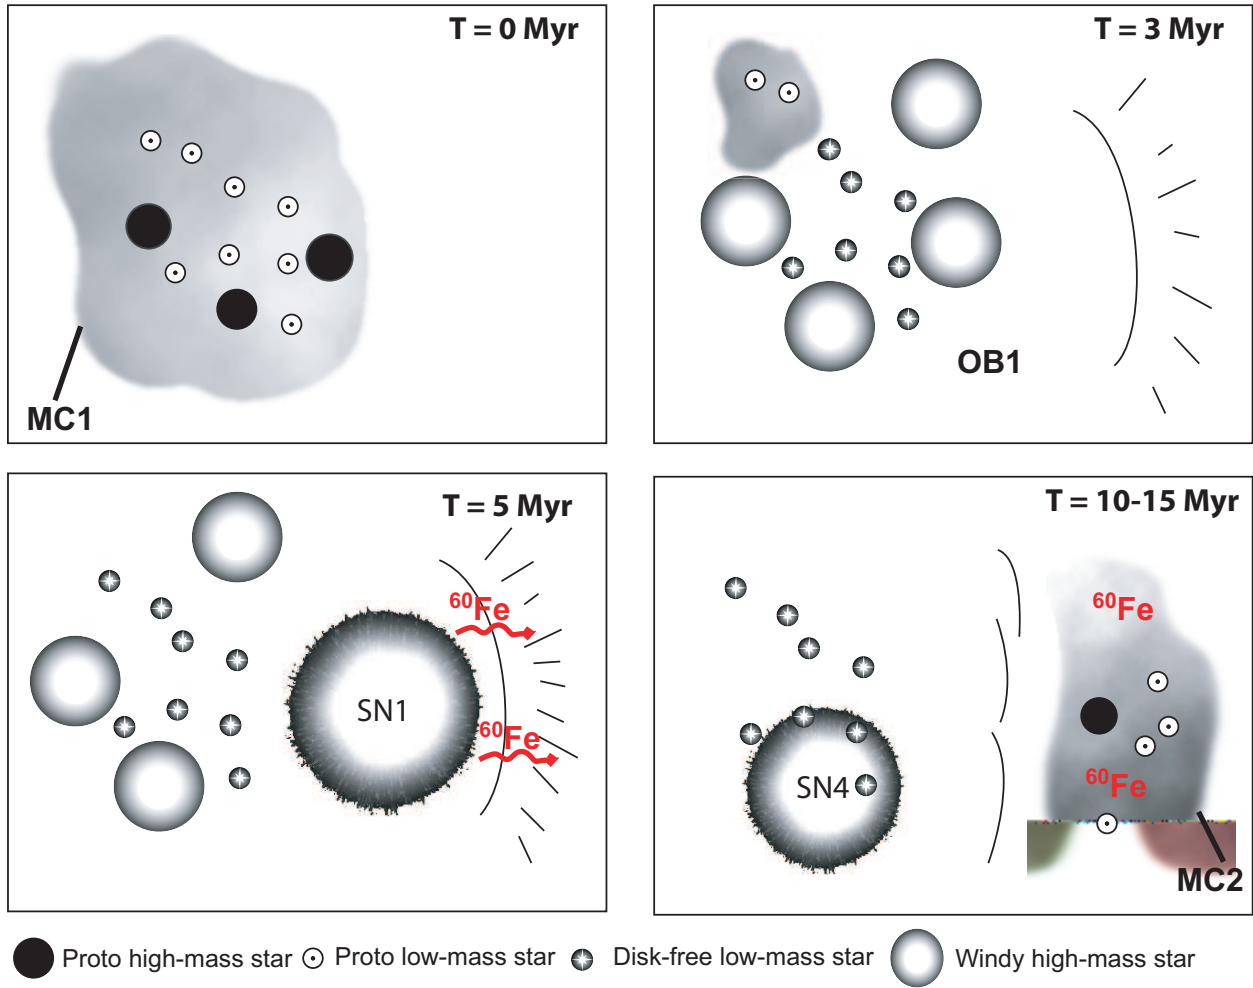 T = 0 Myr
MC1
T = 3 Myr
OB1
T = 5 Myr
⁶⁰Fe
SN1
⁶⁰Fe
T = 10-15 Myr
⁶⁰Fe
SN4
⁶⁰Fe
MC2
Proto high-mass star
Proto low-mass star
Disk-free low-mass star
Windy high-mass star